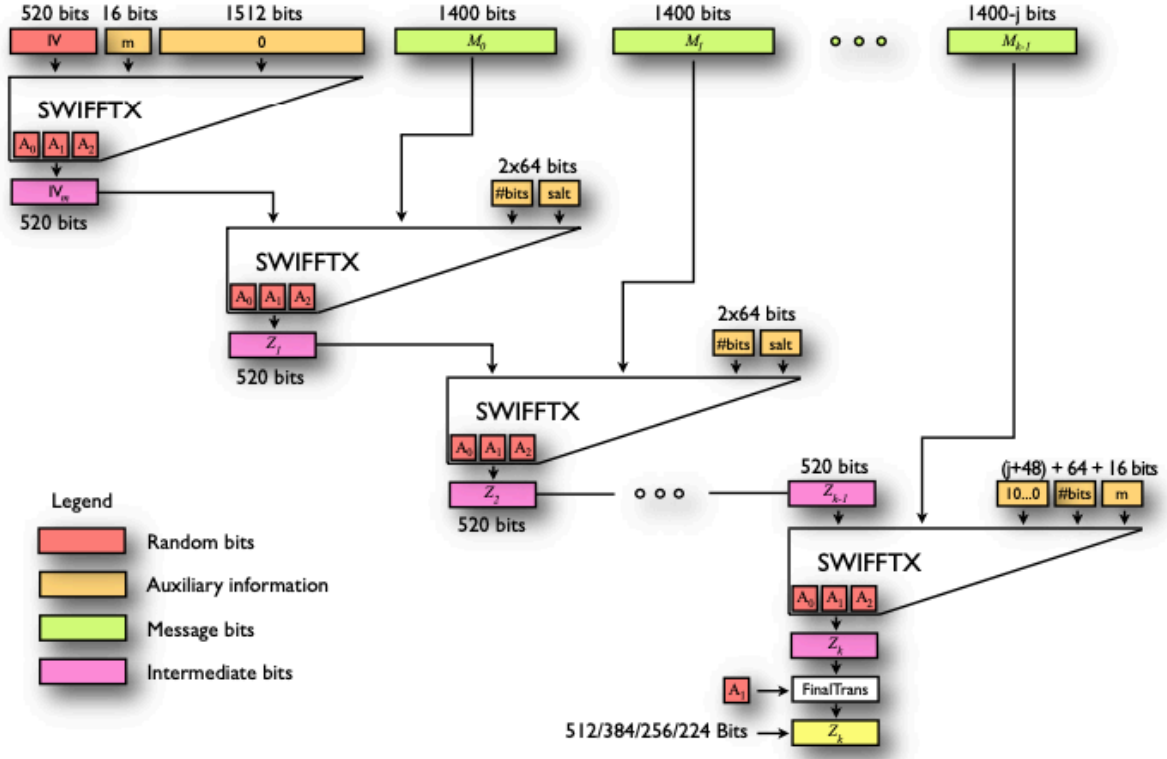 520 bits 16 bits 1512 bits 1400 bits 1400 bits 1400-j bits
IV m 0 M0 M1 Mk-1
SWIFFTX
A0 A1 A2
IVm
520 bits
2x64 bits
#bits salt
SWIFFTX
A0 A1 A2
Z1
520 bits
2x64 bits
#bits salt
SWIFFTX
A0 A1 A2
Z2
520 bits
520 bits
Zk-1
(j+48) + 64 + 16 bits
10...0 #bits m
SWIFFTX
A0 A1 A2
Zk
A1 FinalTrans
512/384/256/224 Bits Zk
Legend
Random bits
Auxiliary information
Message bits
Intermediate bits